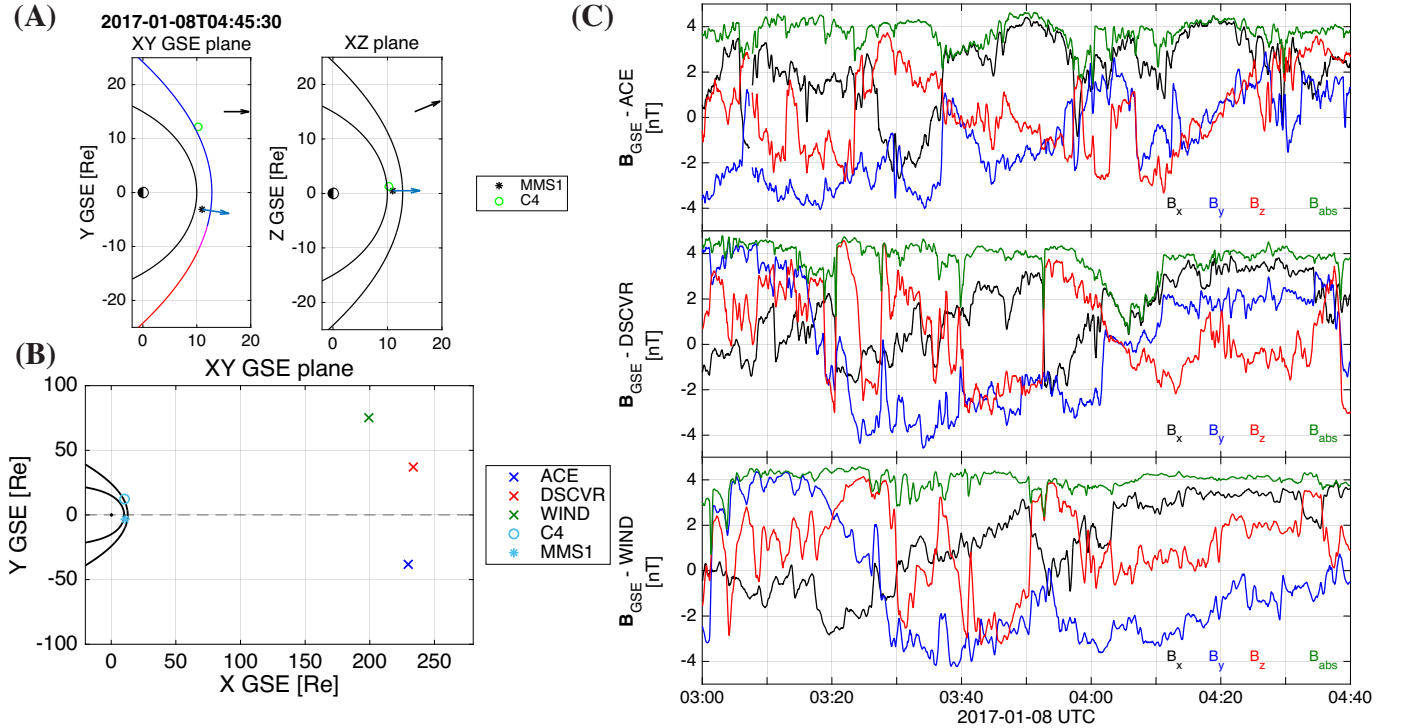 (A)
2017-01-08T04:45:30
XY GSE plane
XZ plane
20
10
0
-10
-20
Y GSE [Re]
0
10
20
20
10
0
-10
-20
Z GSE [Re]
0
10
20
MMS1
C4
(B)
XY GSE plane
100
50
0
-50
-100
Y GSE [Re]
0
50
100
150
200
250
X GSE [Re]
ACE
DSCVR
WIND
C4
MMS1
(C)
4
2
0
-2
-4
B_GSE - ACE
[nT]
B_x B_y B_z B_abs
4
2
0
-2
-4
B_GSE - DSCVR
[nT]
B_x B_y B_z B_abs
4
2
0
-2
-4
B_GSE - WIND
[nT]
B_x B_y B_z B_abs
03:00
03:20
03:40
04:00
04:20
04:40
2017-01-08 UTC